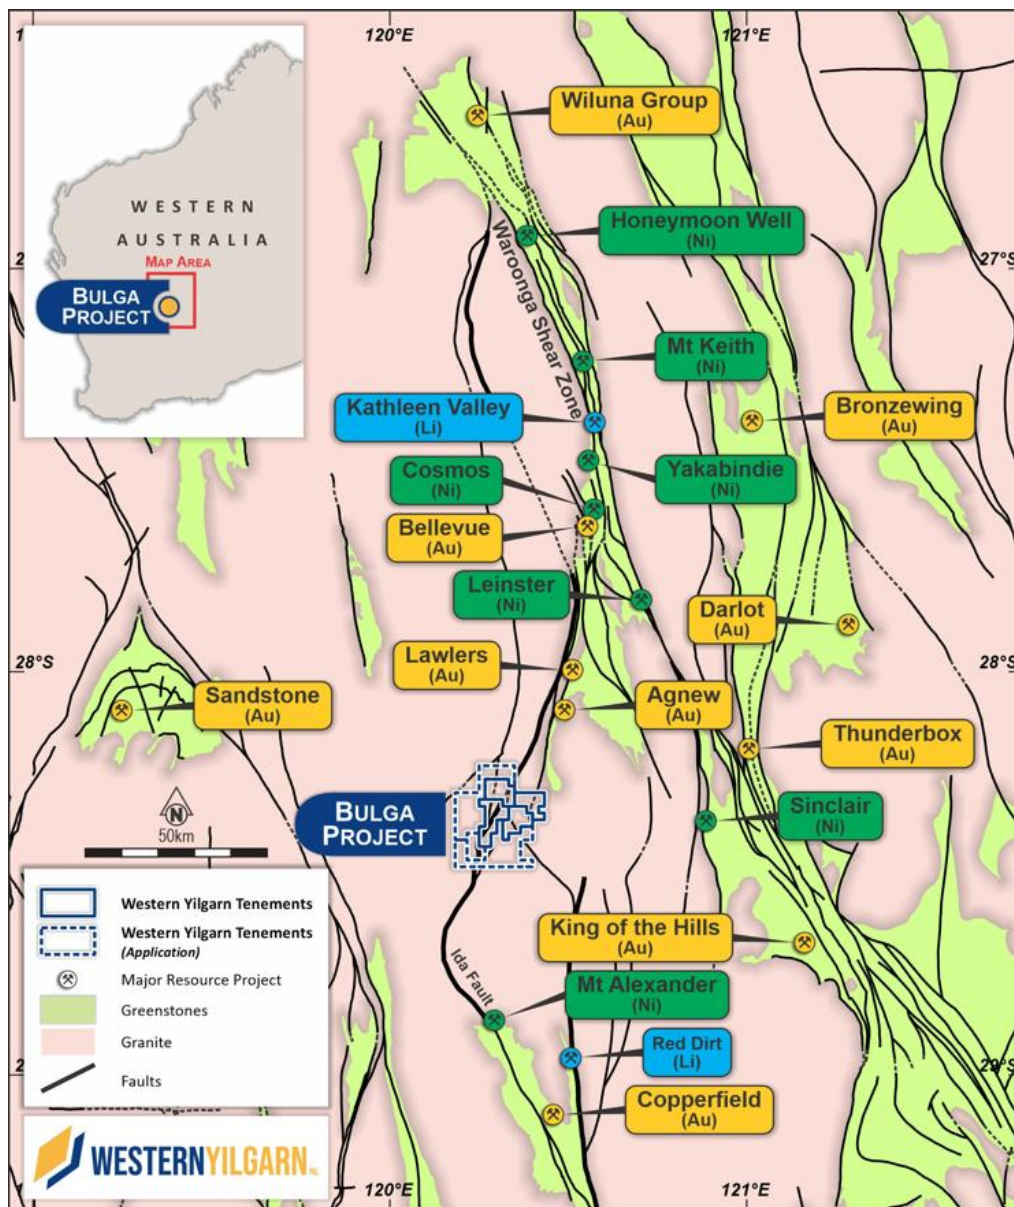 120°E
121°E
WESTERN
AUSTRALIA
MAP AREA
BULGA
PROJECT
Wiluna Group
(Au)
Honeymoon Well
(Ni)
27°S
Waroonga Shear Zone
Mt Keith
(Ni)
Kathleen Valley
(Li)
Bronzewing
(Au)
Cosmos
(Ni)
Yakabindie
(Ni)
Bellevue
(Au)
Leinster
(Ni)
Darlot
(Au)
28°S
28°S
Lawlers
(Au)
Sandstone
(Au)
Agnew
(Au)
Thunderbox
(Au)
N
50km
BULGA
PROJECT
Sinclair
(Ni)
Western Yilgarn Tenements
Western Yilgarn Tenements
(Application)
Major Resource Project
Greenstones
Granite
Faults
King of the Hills
(Au)
Ida Fault
Mt Alexander
(Ni)
Red Dirt
(Li)
29°S
Copperfield
(Au)
WESTERNYILGARN
120°E
121°E